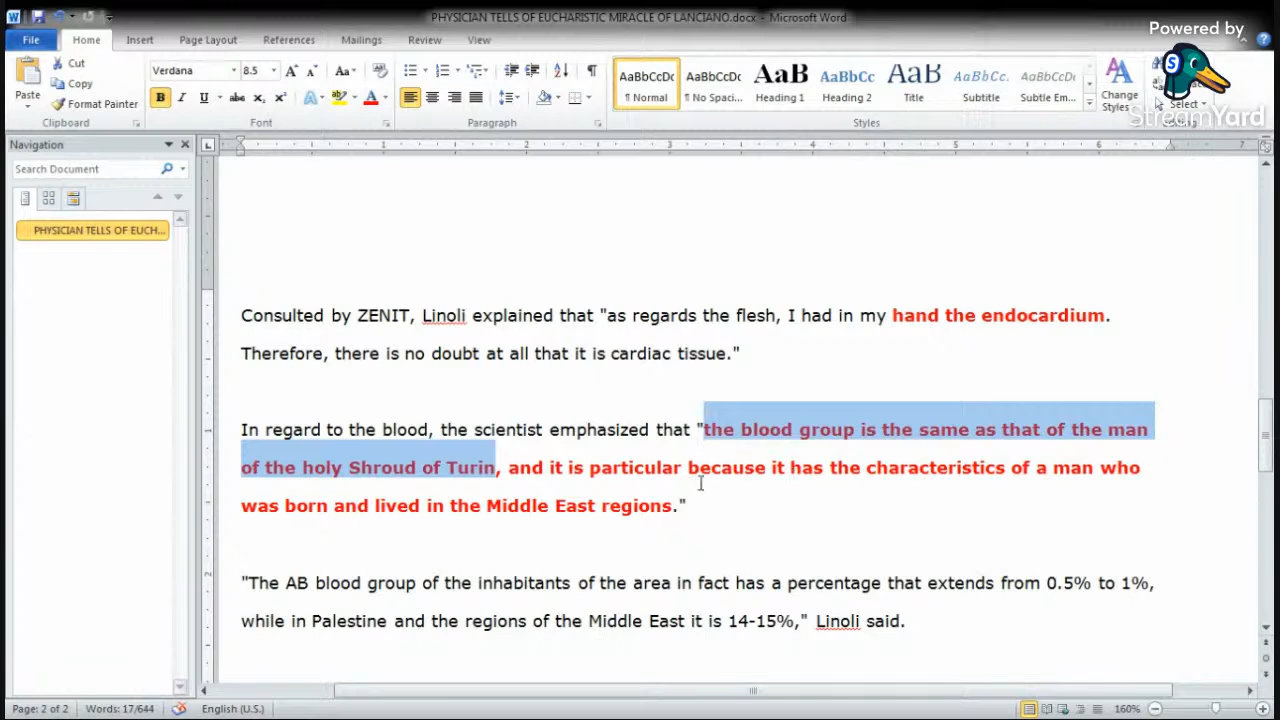 PHYSICIAN TELLS OF EUCHARISTIC MIRACLE OF LANCIANO.docx - Microsoft Word
Powered by
File Home Insert Page Layout References Mailings Review View
Paste
Cut
Copy
Format Painter
Verdana 8.5
AaBbCcDc AaBbCcDc AaB AaBbCc AaB AaBbCc AaBbCcDc
¶ Normal ¶ No Spaci... Heading 1 Heading 2 Title Subtitle Subtle Em...
Change Styles
Select
StreamYard
Clipboard Font Paragraph Styles
Navigation
Search Document
PHYSICIAN TELLS OF EUCH...
1 2 3 4 5 6 7
Consulted by ZENIT, Linoli explained that "as regards the flesh, I had in my hand the endocardium.
Therefore, there is no doubt at all that it is cardiac tissue."
In regard to the blood, the scientist emphasized that "the blood group is the same as that of the man
of the holy Shroud of Turin, and it is particular because it has the characteristics of a man who
was born and lived in the Middle East regions."
"The AB blood group of the inhabitants of the area in fact has a percentage that extends from 0.5% to 1%,
while in Palestine and the regions of the Middle East it is 14-15%," Linoli said.
Page: 2 of 2 Words: 17/644 English (U.S.) 160%